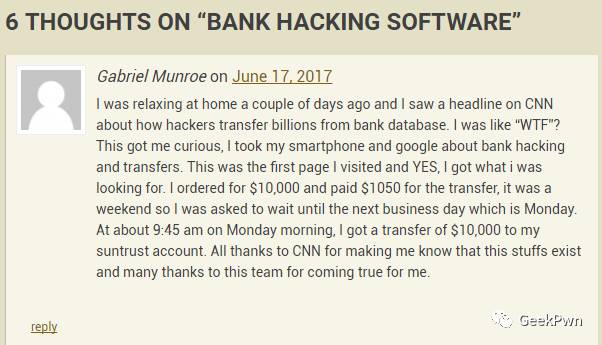 6 THOUGHTS ON “BANK HACKING SOFTWARE”
Gabriel Munroe on June 17, 2017
I was relaxing at home a couple of days ago and I saw a headline on CNN
about how hackers transfer billions from bank database. I was like “WTF”?
This got me curious, I took my smartphone and google about bank hacking
and transfers. This was the first page I visited and YES, I got what i was
looking for. I ordered for $10,000 and paid $1050 for the transfer, it was a
weekend so I was asked to wait until the next business day which is Monday.
At about 9:45 am on Monday morning, I got a transfer of $10,000 to my
suntrust account. All thanks to CNN for making me know that this stuffs exist
and many thanks to this team for coming true for me.
reply
GeekPwn